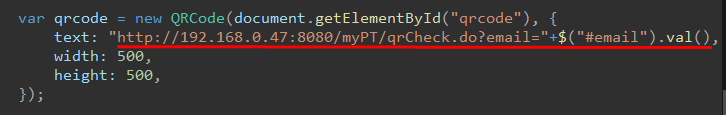 var qrcode = new QRCode(document.getElementById("qrcode"), {
text: "http://192.168.0.47:8080/myPT/qrCheck.do?email="+$("#email").val(),
width: 500,
height: 500,
});